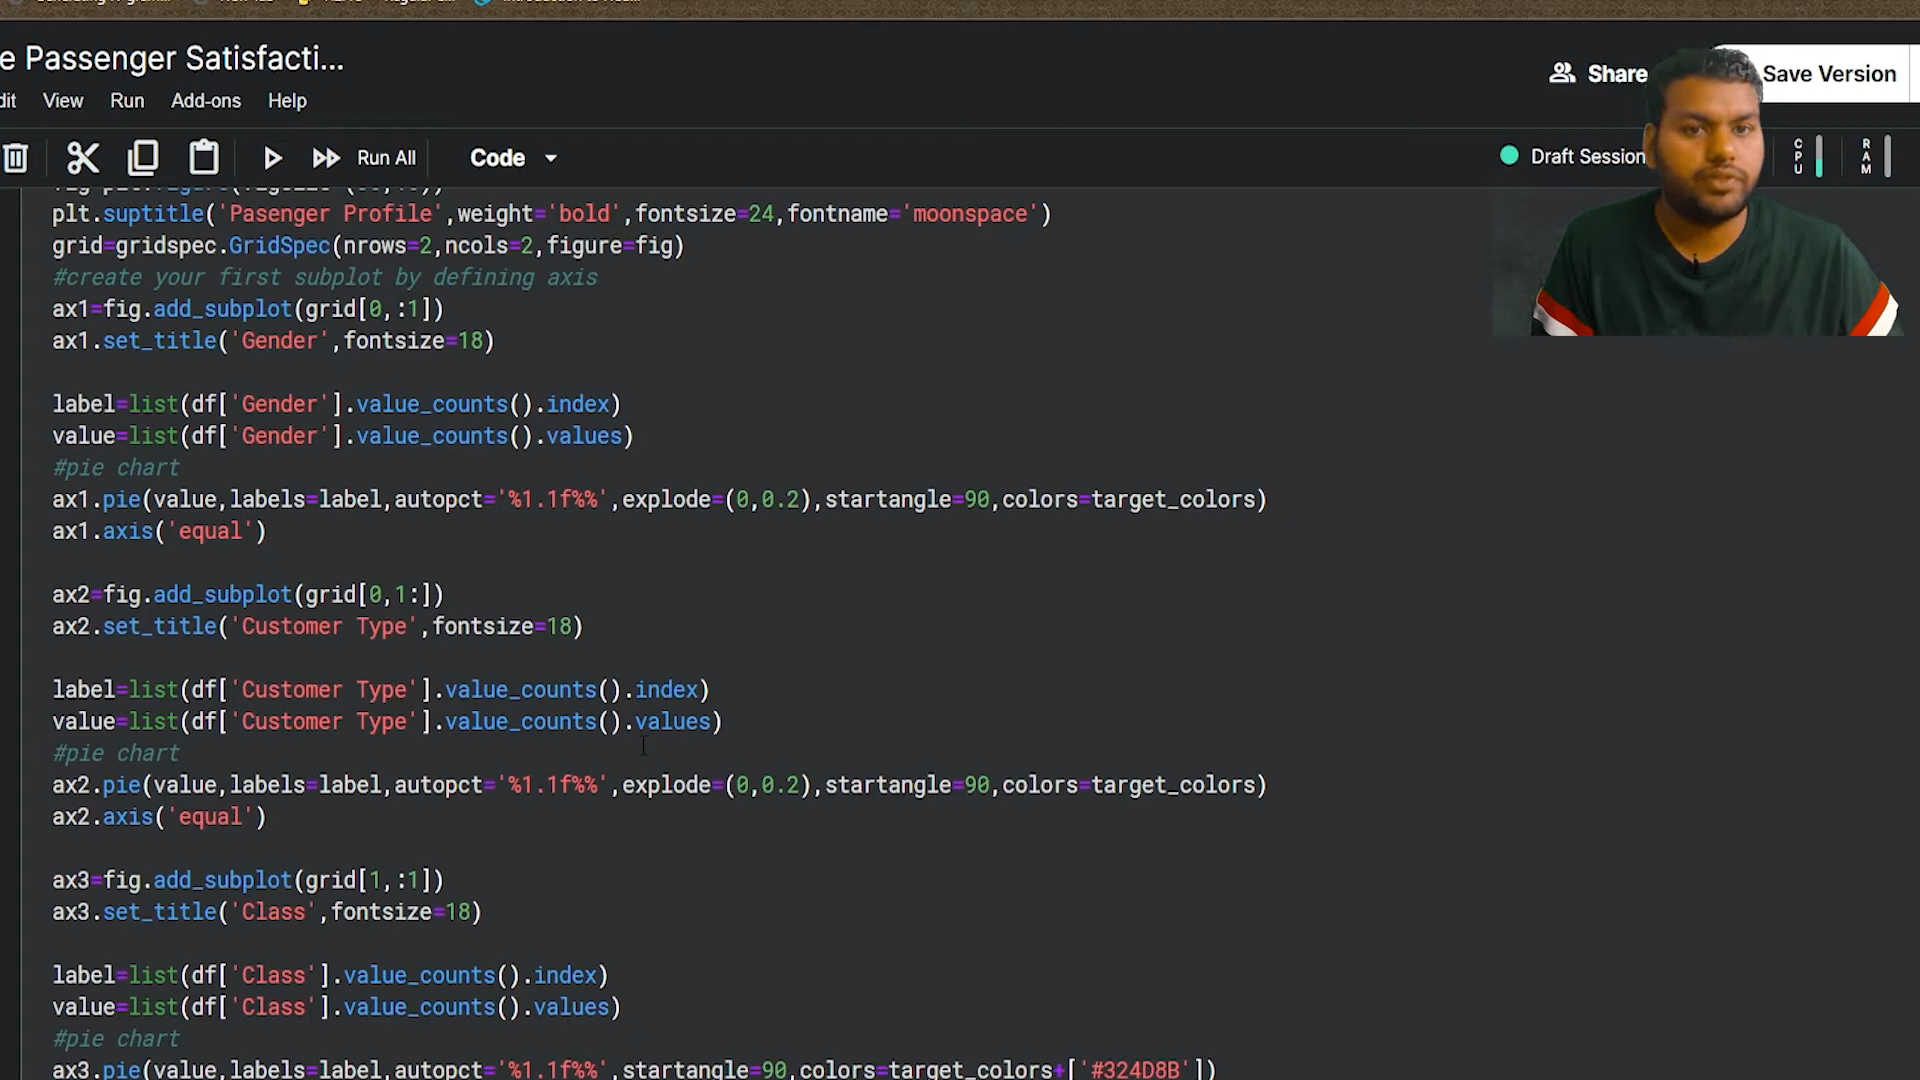 e Passenger Satisfacti...
Share
Save Version
dit View Run Add-ons Help
Run All
Code
Draft Session
CPU
RAM
plt.suptitle('Pasenger Profile',weight='bold',fontsize=24,fontname='moonspace')
grid=gridspec.GridSpec(nrows=2,ncols=2,figure=fig)
#create your first subplot by defining axis
ax1=fig.add_subplot(grid[0,:1])
ax1.set_title('Gender',fontsize=18)
label=list(df['Gender'].value_counts().index)
value=list(df['Gender'].value_counts().values)
#pie chart
ax1.pie(value,labels=label,autopct='%1.1f%%',explode=(0,0.2),startangle=90,colors=target_colors)
ax1.axis('equal')
ax2=fig.add_subplot(grid[0,1:])
ax2.set_title('Customer Type',fontsize=18)
label=list(df['Customer Type'].value_counts().index)
value=list(df['Customer Type'].value_counts().values)
#pie chart
ax2.pie(value,labels=label,autopct='%1.1f%%',explode=(0,0.2),startangle=90,colors=target_colors)
ax2.axis('equal')
ax3=fig.add_subplot(grid[1,:1])
ax3.set_title('Class',fontsize=18)
label=list(df['Class'].value_counts().index)
value=list(df['Class'].value_counts().values)
#pie chart
ax3.pie(value,labels=label,autopct='%1.1f%%',startangle=90,colors=target_colors+['#324D8B'])